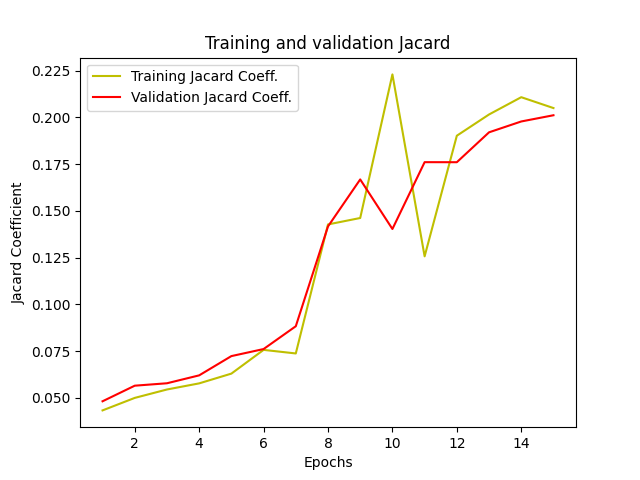 Training and validation Jacard
Training Jacard Coeff.
Validation Jacard Coeff.
0.225
0.200
0.175
0.150
0.125
0.100
0.075
0.050
Jacard Coefficient
2 4 6 8 10 12 14
Epochs